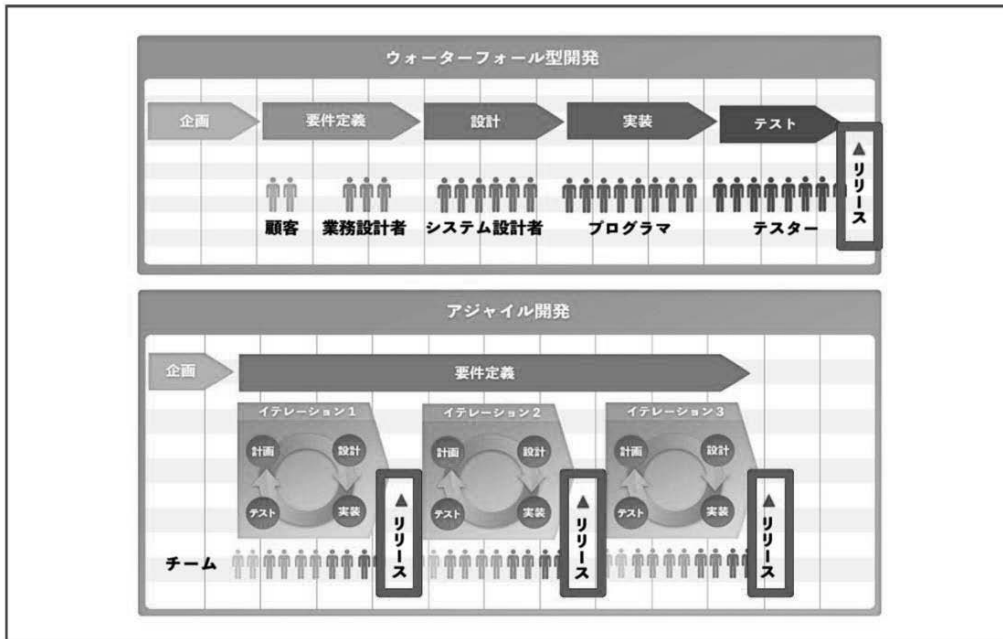 ウォーターフォール型開発
企画
要件定義
設計
実装
テスト
▲リリース
顧客
業務設計者
システム設計者
プログラマ
テスター
アジャイル開発
企画
要件定義
イテレーション1
イテレーション2
イテレーション3
計画
設計
テスト
実装
▲リリース
計画
設計
テスト
実装
▲リリース
計画
設計
テスト
実装
▲リリース
チーム